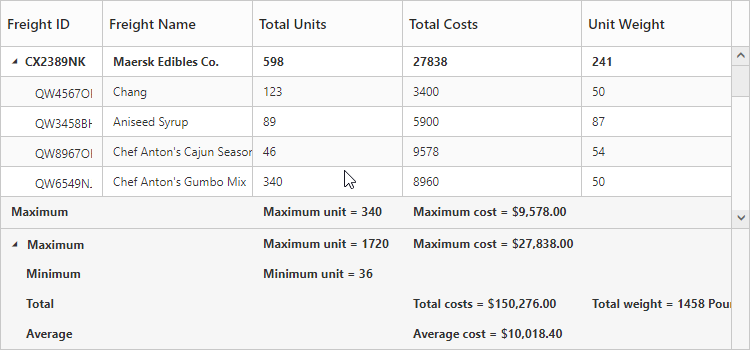 Freight ID Freight Name Total Units Total Costs Unit Weight
CX2389NK Maersk Edibles Co. 598 27838 241
QW4567OI Chang 123 3400 50
QW3458BH Aniseed Syrup 89 5900 87
QW8967OI Chef Anton's Cajun Season 46 9578 54
QW6549N. Chef Anton's Gumbo Mix 340 8960 50
Maximum Maximum unit = 340 Maximum cost = $9,578.00
Maximum Maximum unit = 1720 Maximum cost = $27,838.00
Minimum Minimum unit = 36
Total Total costs = $150,276.00 Total weight = 1458 Pou
Average Average cost = $10,018.40